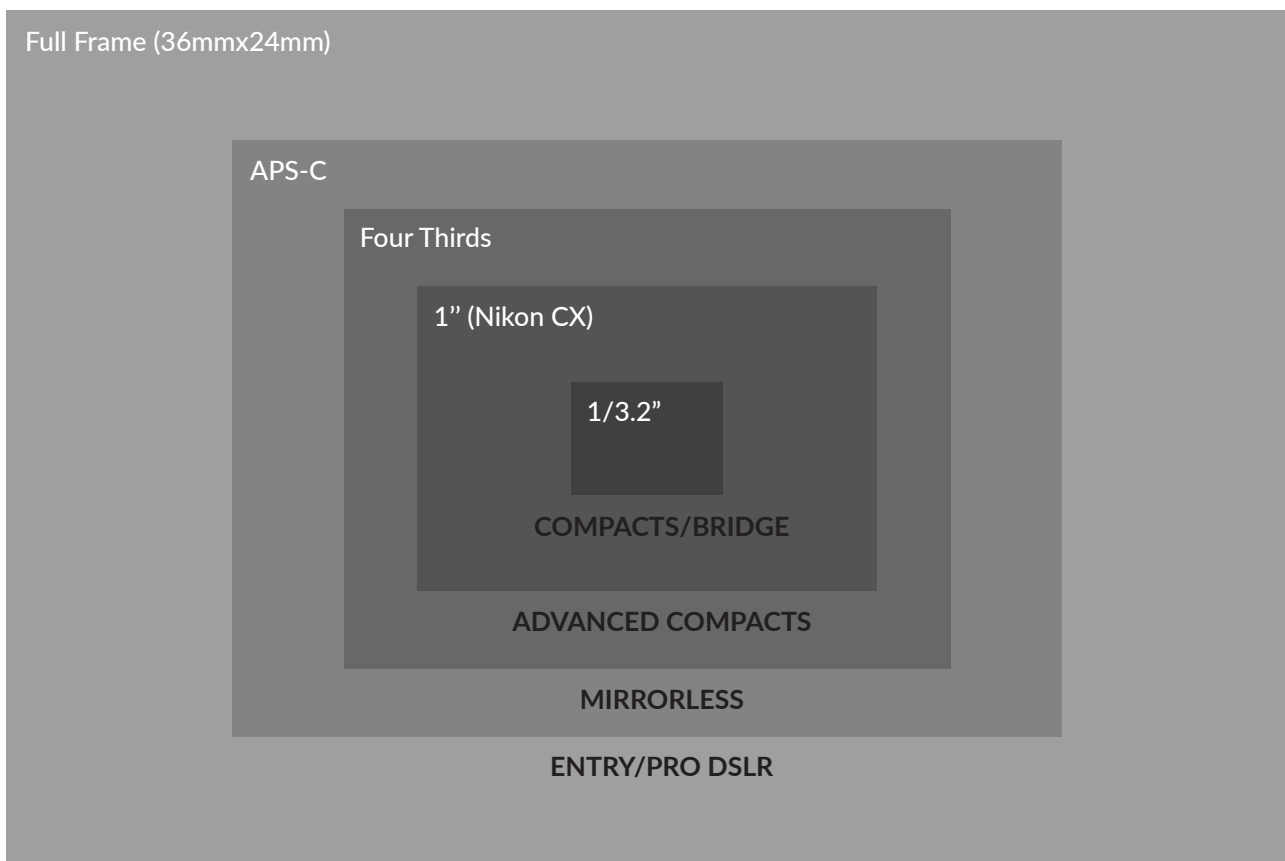 Full Frame (36mmx24mm)
APS-C
Four Thirds
1’’ (Nikon CX)
1/3.2”
COMPACTS/BRIDGE
ADVANCED COMPACTS
MIRRORLESS
ENTRY/PRO DSLR